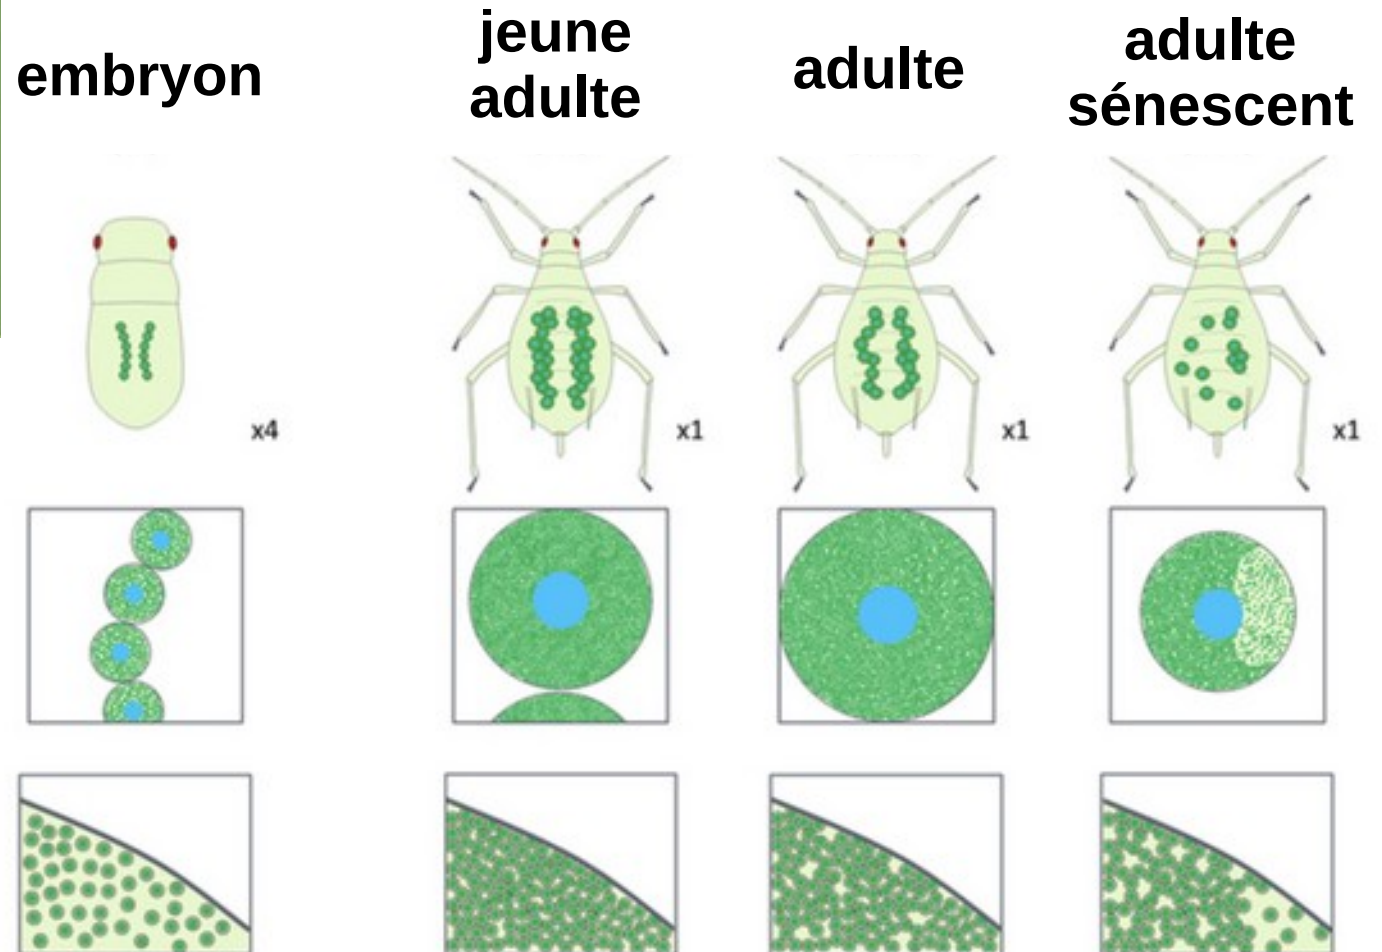 embryon
jeune
adulte
adulte
adulte
sénescent
x4
x1
x1
x1